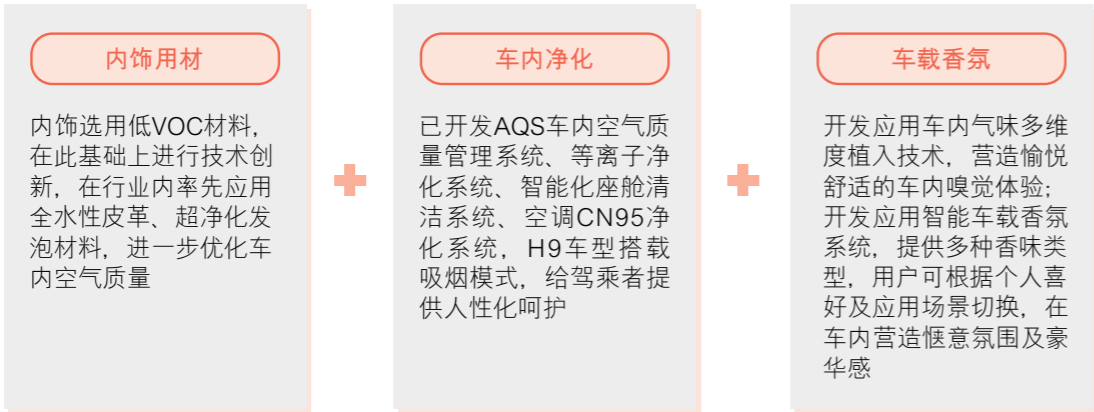 内饰用材
内饰选用低VOC材料，
在此基础上进行技术创
新，在行业内率先应用
全水性皮革、超净化发
泡材料，进一步优化车
内空气质量
车内净化
已开发AQS车内空气质
量管理系统、等离子净
化系统、智能化座舱清
洁系统、空调CN95净
化系统，H9车型搭载
吸烟模式，给驾乘者提
供人性化呵护
车载香氛
开发应用车内气味多维
度植入技术，营造愉悦
舒适的车内嗅觉体验；
开发应用智能车载香氛
系统，提供多种香味类
型，用户可根据个人喜
好及应用场景切换，在
车内营造惬意氛围及豪
华感